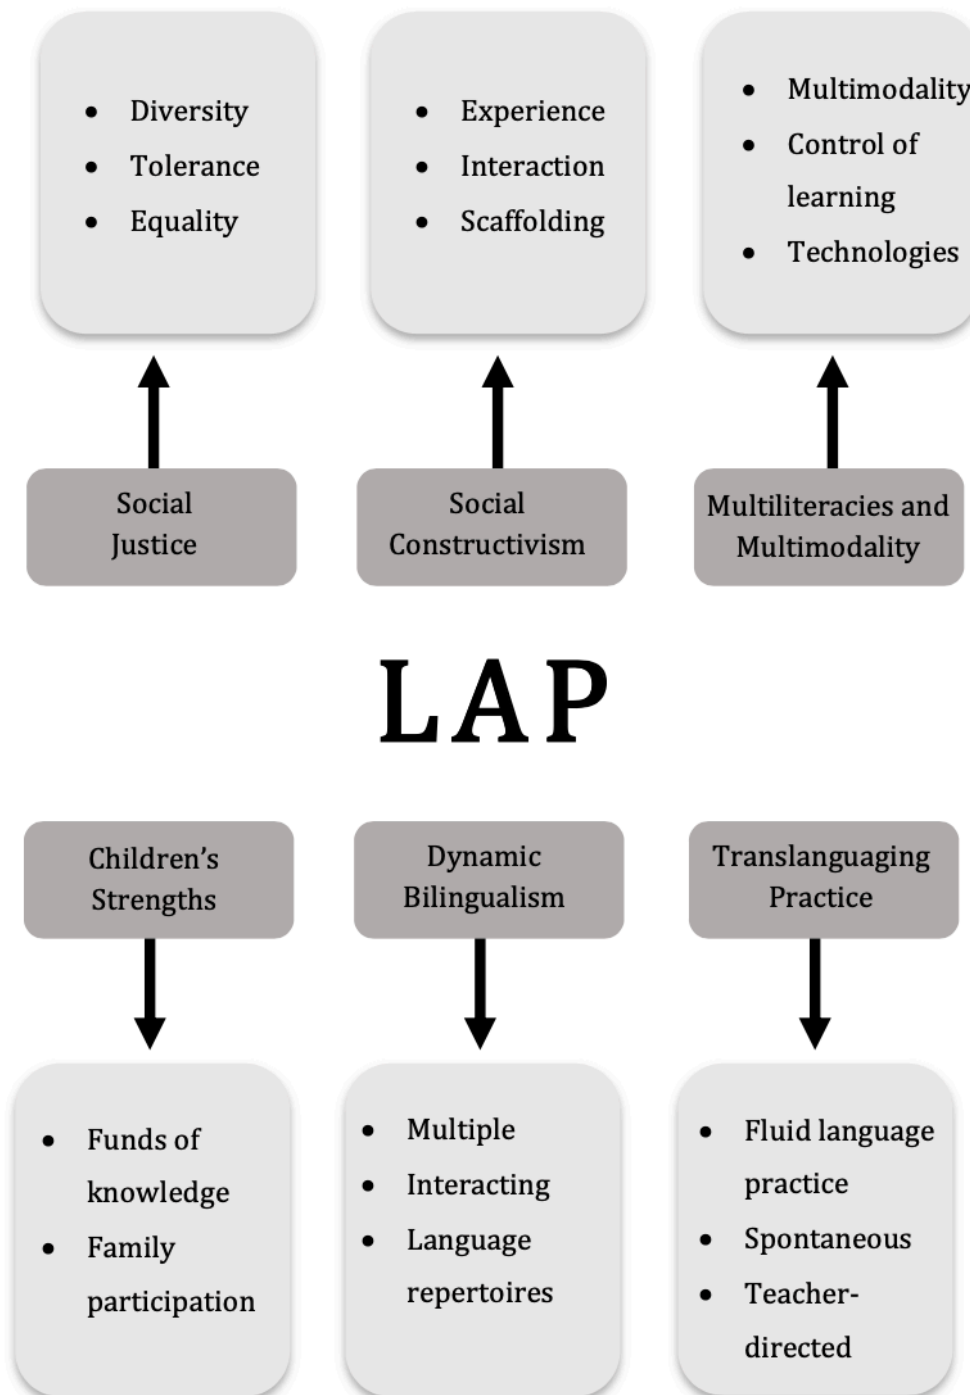 • Diversity
• Tolerance
• Equality
• Experience
• Interaction
• Scaffolding
• Multimodality
• Control of
learning
• Technologies
Social
Justice
Social
Constructivism
Multiliteracies and
Multimodality
LAP
Children’s
Strengths
Dynamic
Bilingualism
Translanguaging
Practice
• Funds of
knowledge
• Family
participation
• Multiple
• Interacting
• Language
repertoires
• Fluid language
practice
• Spontaneous
• Teacher-
directed